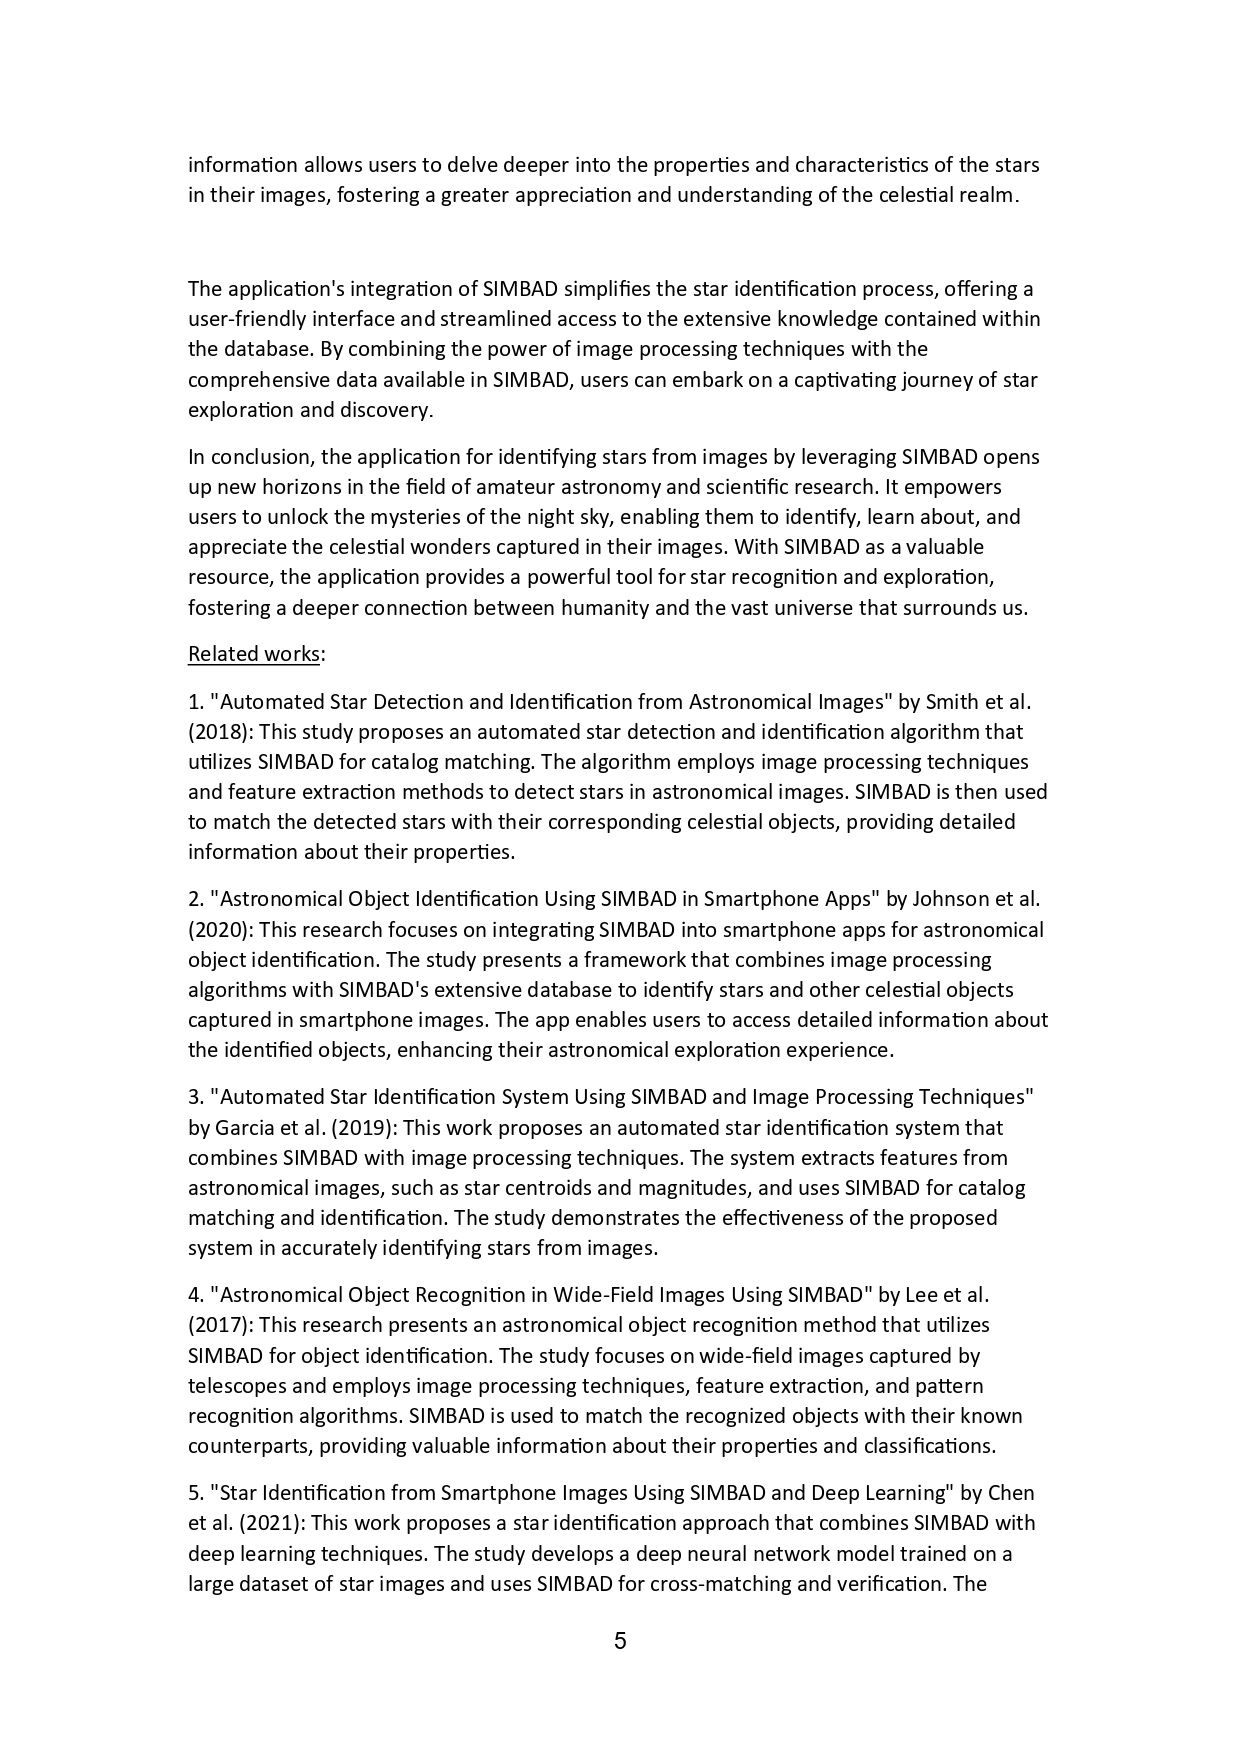 information allows users to delve deeper into the properties and characteristics of the stars
in their images, fostering a greater appreciation and understanding of the celestial realm.
The application's integration of SIMBAD simplifies the star identification process, offering a
user-friendly interface and streamlined access to the extensive knowledge contained within
the database. By combining the power of image processing techniques with the
comprehensive data available in SIMBAD, users can embark on a captivating journey of star
exploration and discovery.
In conclusion, the application for identifying stars from images by leveraging SIMBAD opens
up new horizons in the field of amateur astronomy and scientific research. It empowers
users to unlock the mysteries of the night sky, enabling them to identify, learn about, and
appreciate the celestial wonders captured in their images. With SIMBAD as a valuable
resource, the application provides a powerful tool for star recognition and exploration,
fostering a deeper connection between humanity and the vast universe that surrounds us.
Related works:
1. "Automated Star Detection and Identification from Astronomical Images" by Smith et al.
(2018): This study proposes an automated star detection and identification algorithm that
utilizes SIMBAD for catalog matching. The algorithm employs image processing techniques
and feature extraction methods to detect stars in astronomical images. SIMBAD is then used
to match the detected stars with their corresponding celestial objects, providing detailed
information about their properties.
2. "Astronomical Object Identification Using SIMBAD in Smartphone Apps" by Johnson et al.
(2020): This research focuses on integrating SIMBAD into smartphone apps for astronomical
object identification. The study presents a framework that combines image processing
algorithms with SIMBAD's extensive database to identify stars and other celestial objects
captured in smartphone images. The app enables users to access detailed information about
the identified objects, enhancing their astronomical exploration experience.
3. "Automated Star Identification System Using SIMBAD and Image Processing Techniques"
by Garcia et al. (2019): This work proposes an automated star identification system that
combines SIMBAD with image processing techniques. The system extracts features from
astronomical images, such as star centroids and magnitudes, and uses SIMBAD for catalog
matching and identification. The study demonstrates the effectiveness of the proposed
system in accurately identifying stars from images.
4. "Astronomical Object Recognition in Wide-Field Images Using SIMBAD" by Lee et al.
(2017): This research presents an astronomical object recognition method that utilizes
SIMBAD for object identification. The study focuses on wide-field images captured by
telescopes and employs image processing techniques, feature extraction, and pattern
recognition algorithms. SIMBAD is used to match the recognized objects with their known
counterparts, providing valuable information about their properties and classifications.
5. "Star Identification from Smartphone Images Using SIMBAD and Deep Learning" by Chen
et al. (2021): This work proposes a star identification approach that combines SIMBAD with
deep learning techniques. The study develops a deep neural network model trained on a
large dataset of star images and uses SIMBAD for cross-matching and verification. The
5